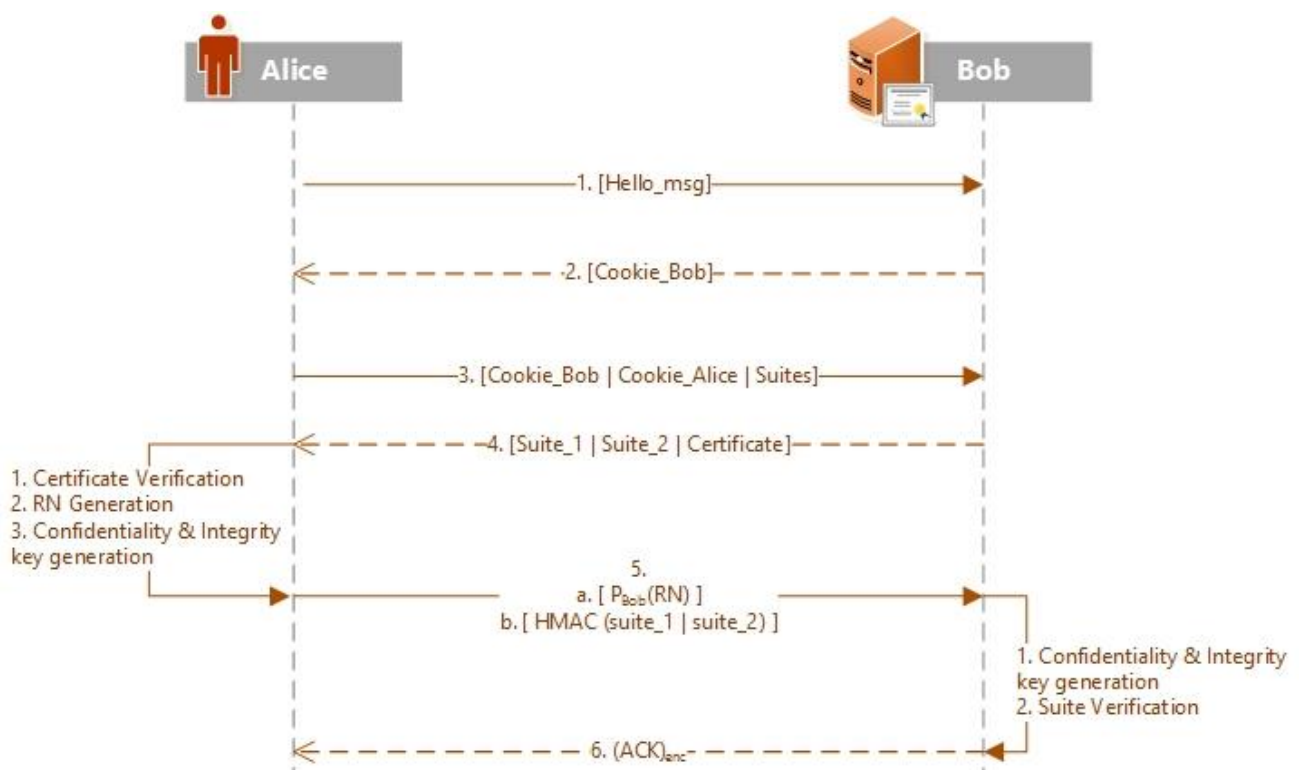 Alice
Bob
1. [Hello_msg]
2. [Cookie_Bob]
3. [Cookie_Bob | Cookie_Alice | Suites]
4. [Suite_1 | Suite_2 | Certificate]
1. Certificate Verification
2. RN Generation
3. Confidentiality & Integrity
key generation
5.
a. [ P_Bob(RN) ]
b. [ HMAC (suite_1 | suite_2) ]
1. Confidentiality & Integrity
key generation
2. Suite Verification
6. (ACK)enc